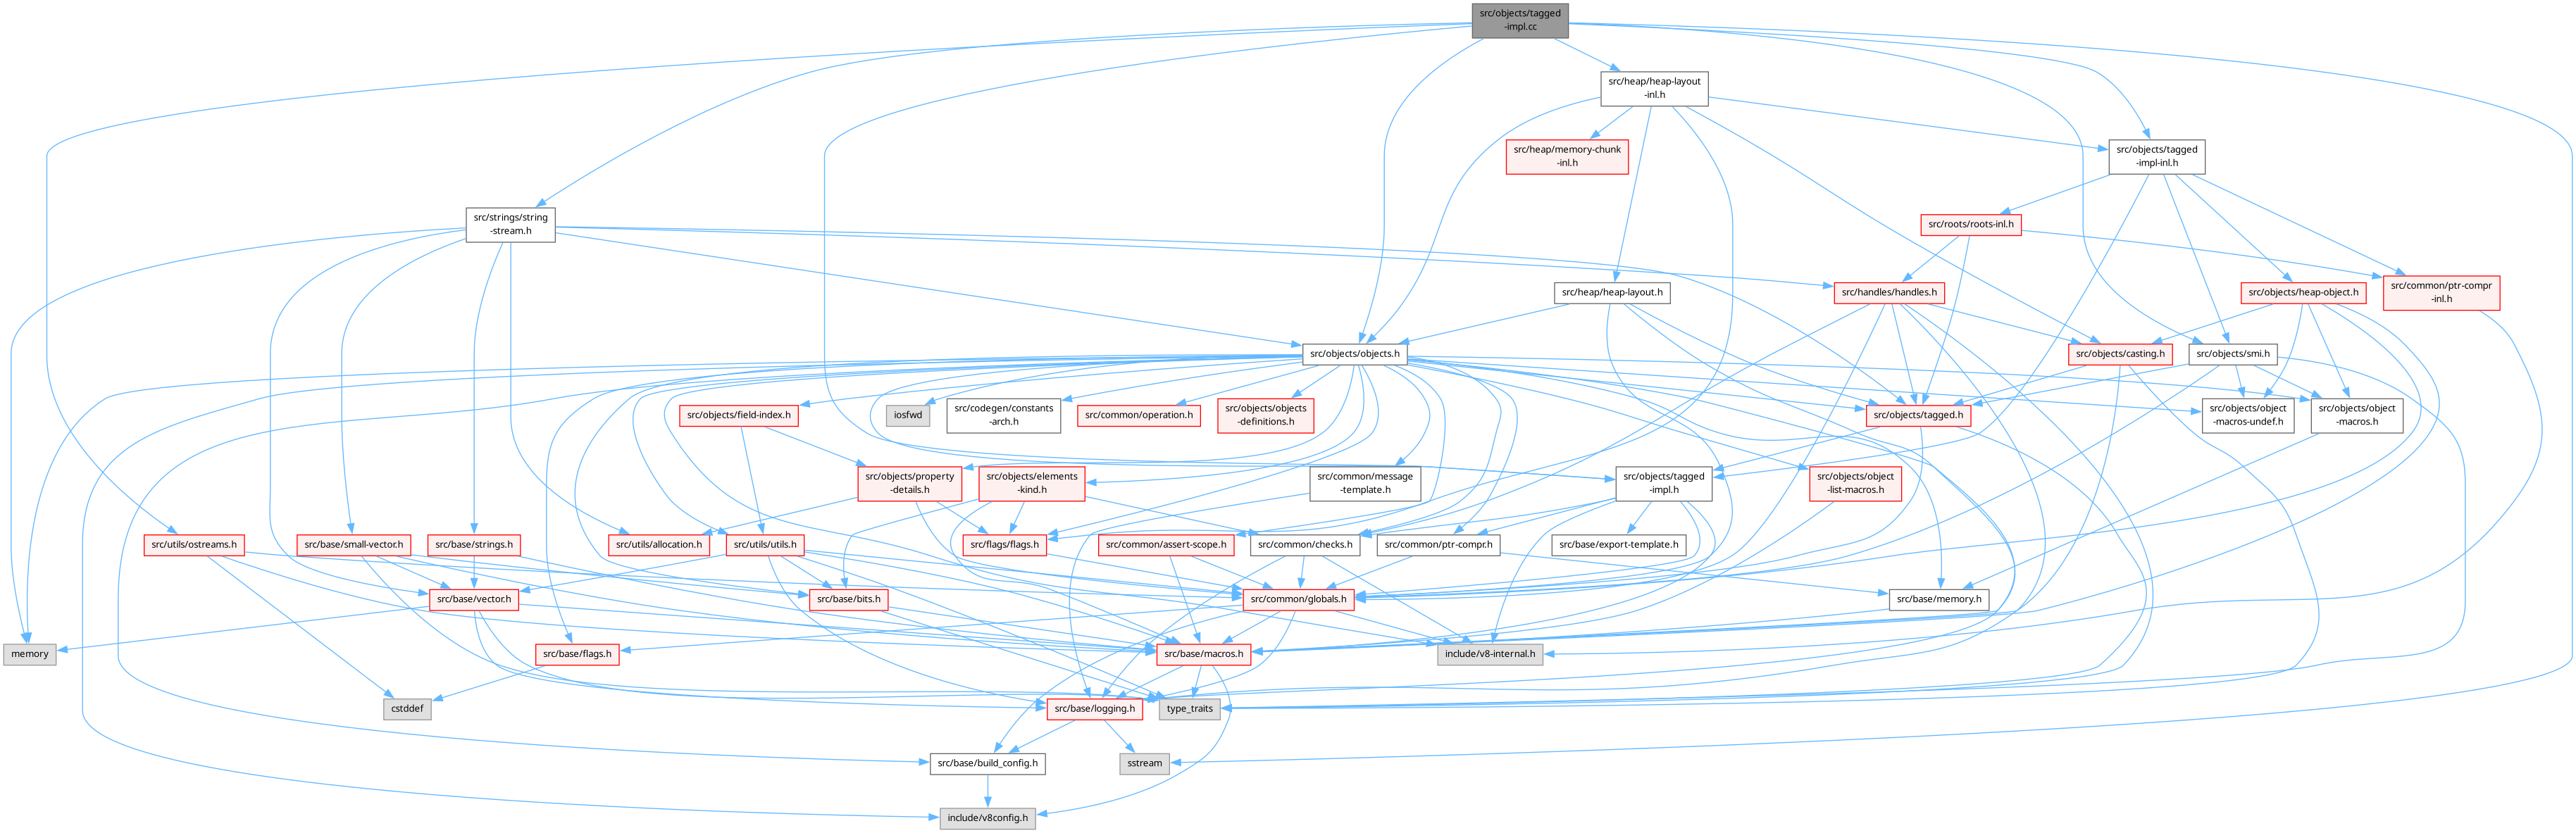 src/objects/tagged
-impl.cc
src/heap/heap-layout
-inl.h
src/heap/memory-chunk
-inl.h
src/objects/tagged
-impl-inl.h
src/strings/string
-stream.h
src/roots/roots-inl.h
src/heap/heap-layout.h
src/handles/handles.h
src/objects/heap-object.h
src/common/ptr-compr
-inl.h
src/objects/objects.h
src/objects/casting.h
src/objects/smi.h
src/objects/field-index.h
iosfwd
src/codegen/constants
-arch.h
src/common/operation.h
src/objects/objects
-definitions.h
src/objects/tagged.h
src/objects/object
-macros-undef.h
src/objects/object
-macros.h
src/objects/property
-details.h
src/objects/elements
-kind.h
src/common/message
-template.h
src/objects/tagged
-impl.h
src/objects/object
-list-macros.h
src/utils/ostreams.h
src/base/small-vector.h
src/base/strings.h
src/utils/allocation.h
src/utils/utils.h
src/flags/flags.h
src/common/assert-scope.h
src/common/checks.h
src/common/ptr-compr.h
src/base/export-template.h
src/base/vector.h
src/base/bits.h
src/common/globals.h
src/base/memory.h
memory
src/base/flags.h
src/base/macros.h
include/v8-internal.h
cstddef
src/base/logging.h
type_traits
src/base/build_config.h
sstream
include/v8config.h